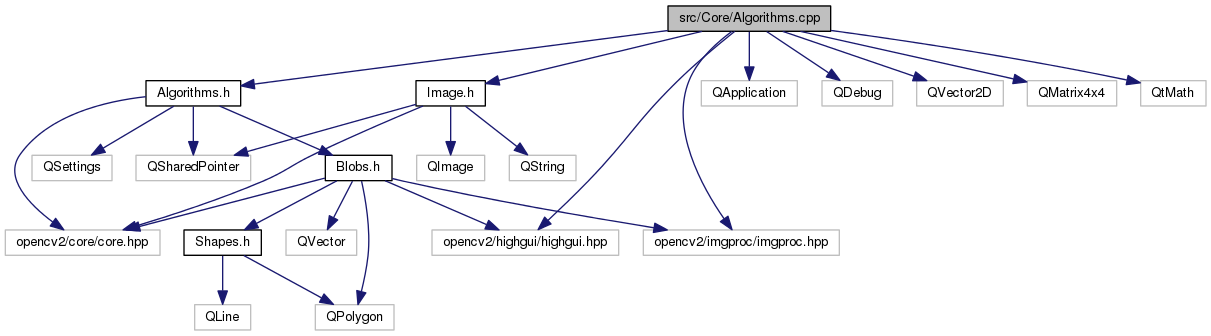 src/Core/Algorithms.cpp
Algorithms.h
Image.h
QApplication
QDebug
QVector2D
QMatrix4x4
QtMath
QSettings
QSharedPointer
Blobs.h
QImage
QString
opencv2/core/core.hpp
Shapes.h
QVector
opencv2/highgui/highgui.hpp
opencv2/imgproc/imgproc.hpp
QLine
QPolygon